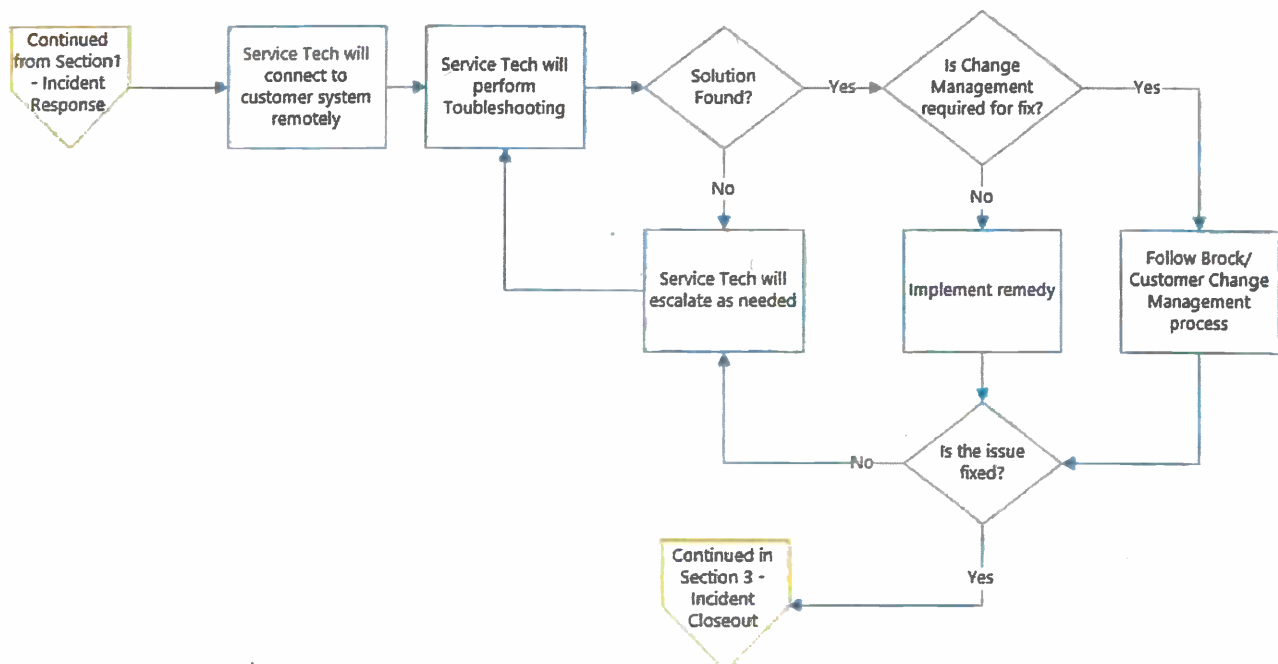 Continued
from Section1
- Incident
Response
Service Tech will
connect to
customer system
remotely
Service Tech will
perform
Toubleshooting
Solution
Found?
Yes
Is Change
Management
required for fix?
Yes
No
No
Service Tech will
escalate as needed
Implement remedy
Follow Brock/
Customer Change
Management
process
No
Is the issue
fixed?
Yes
Continued in
Section 3 -
Incident
Closeout